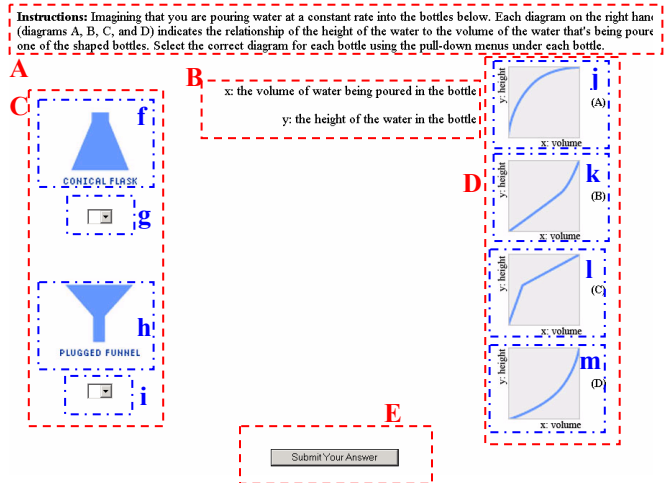 Instructions: Imagining that you are pouring water at a constant rate into the bottles below. Each diagram on the right hand
(diagrams A, B, C, and D) indicates the relationship of the height of the water to the volume of the water that's being poure
one of the shaped bottles. Select the correct diagram for each bottle using the pull-down menus under each bottle.
A
B
x: the volume of water being poured in the bottle
y: the height of the water in the bottle
C
f
CONICAL FLASK
g
h
PLUGGED FUNNEL
i
D
y: height
j
(A)
x: volume
y: height
k
(B)
x: volume
y: height
l
(C)
x: volume
y: height
m
(D)
x: volume
E
Submit Your Answer